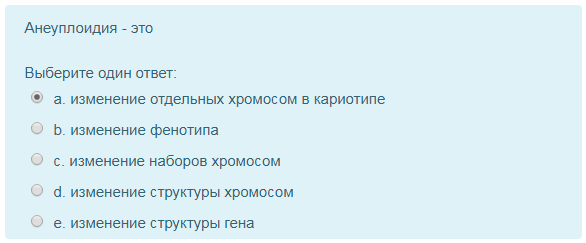 Анеуплоидия - это
Выберите один ответ:
a. изменение отдельных хромосом в кариотипе
b. изменение фенотипа
c. изменение наборов хромосом
d. изменение структуры хромосом
e. изменение структуры гена